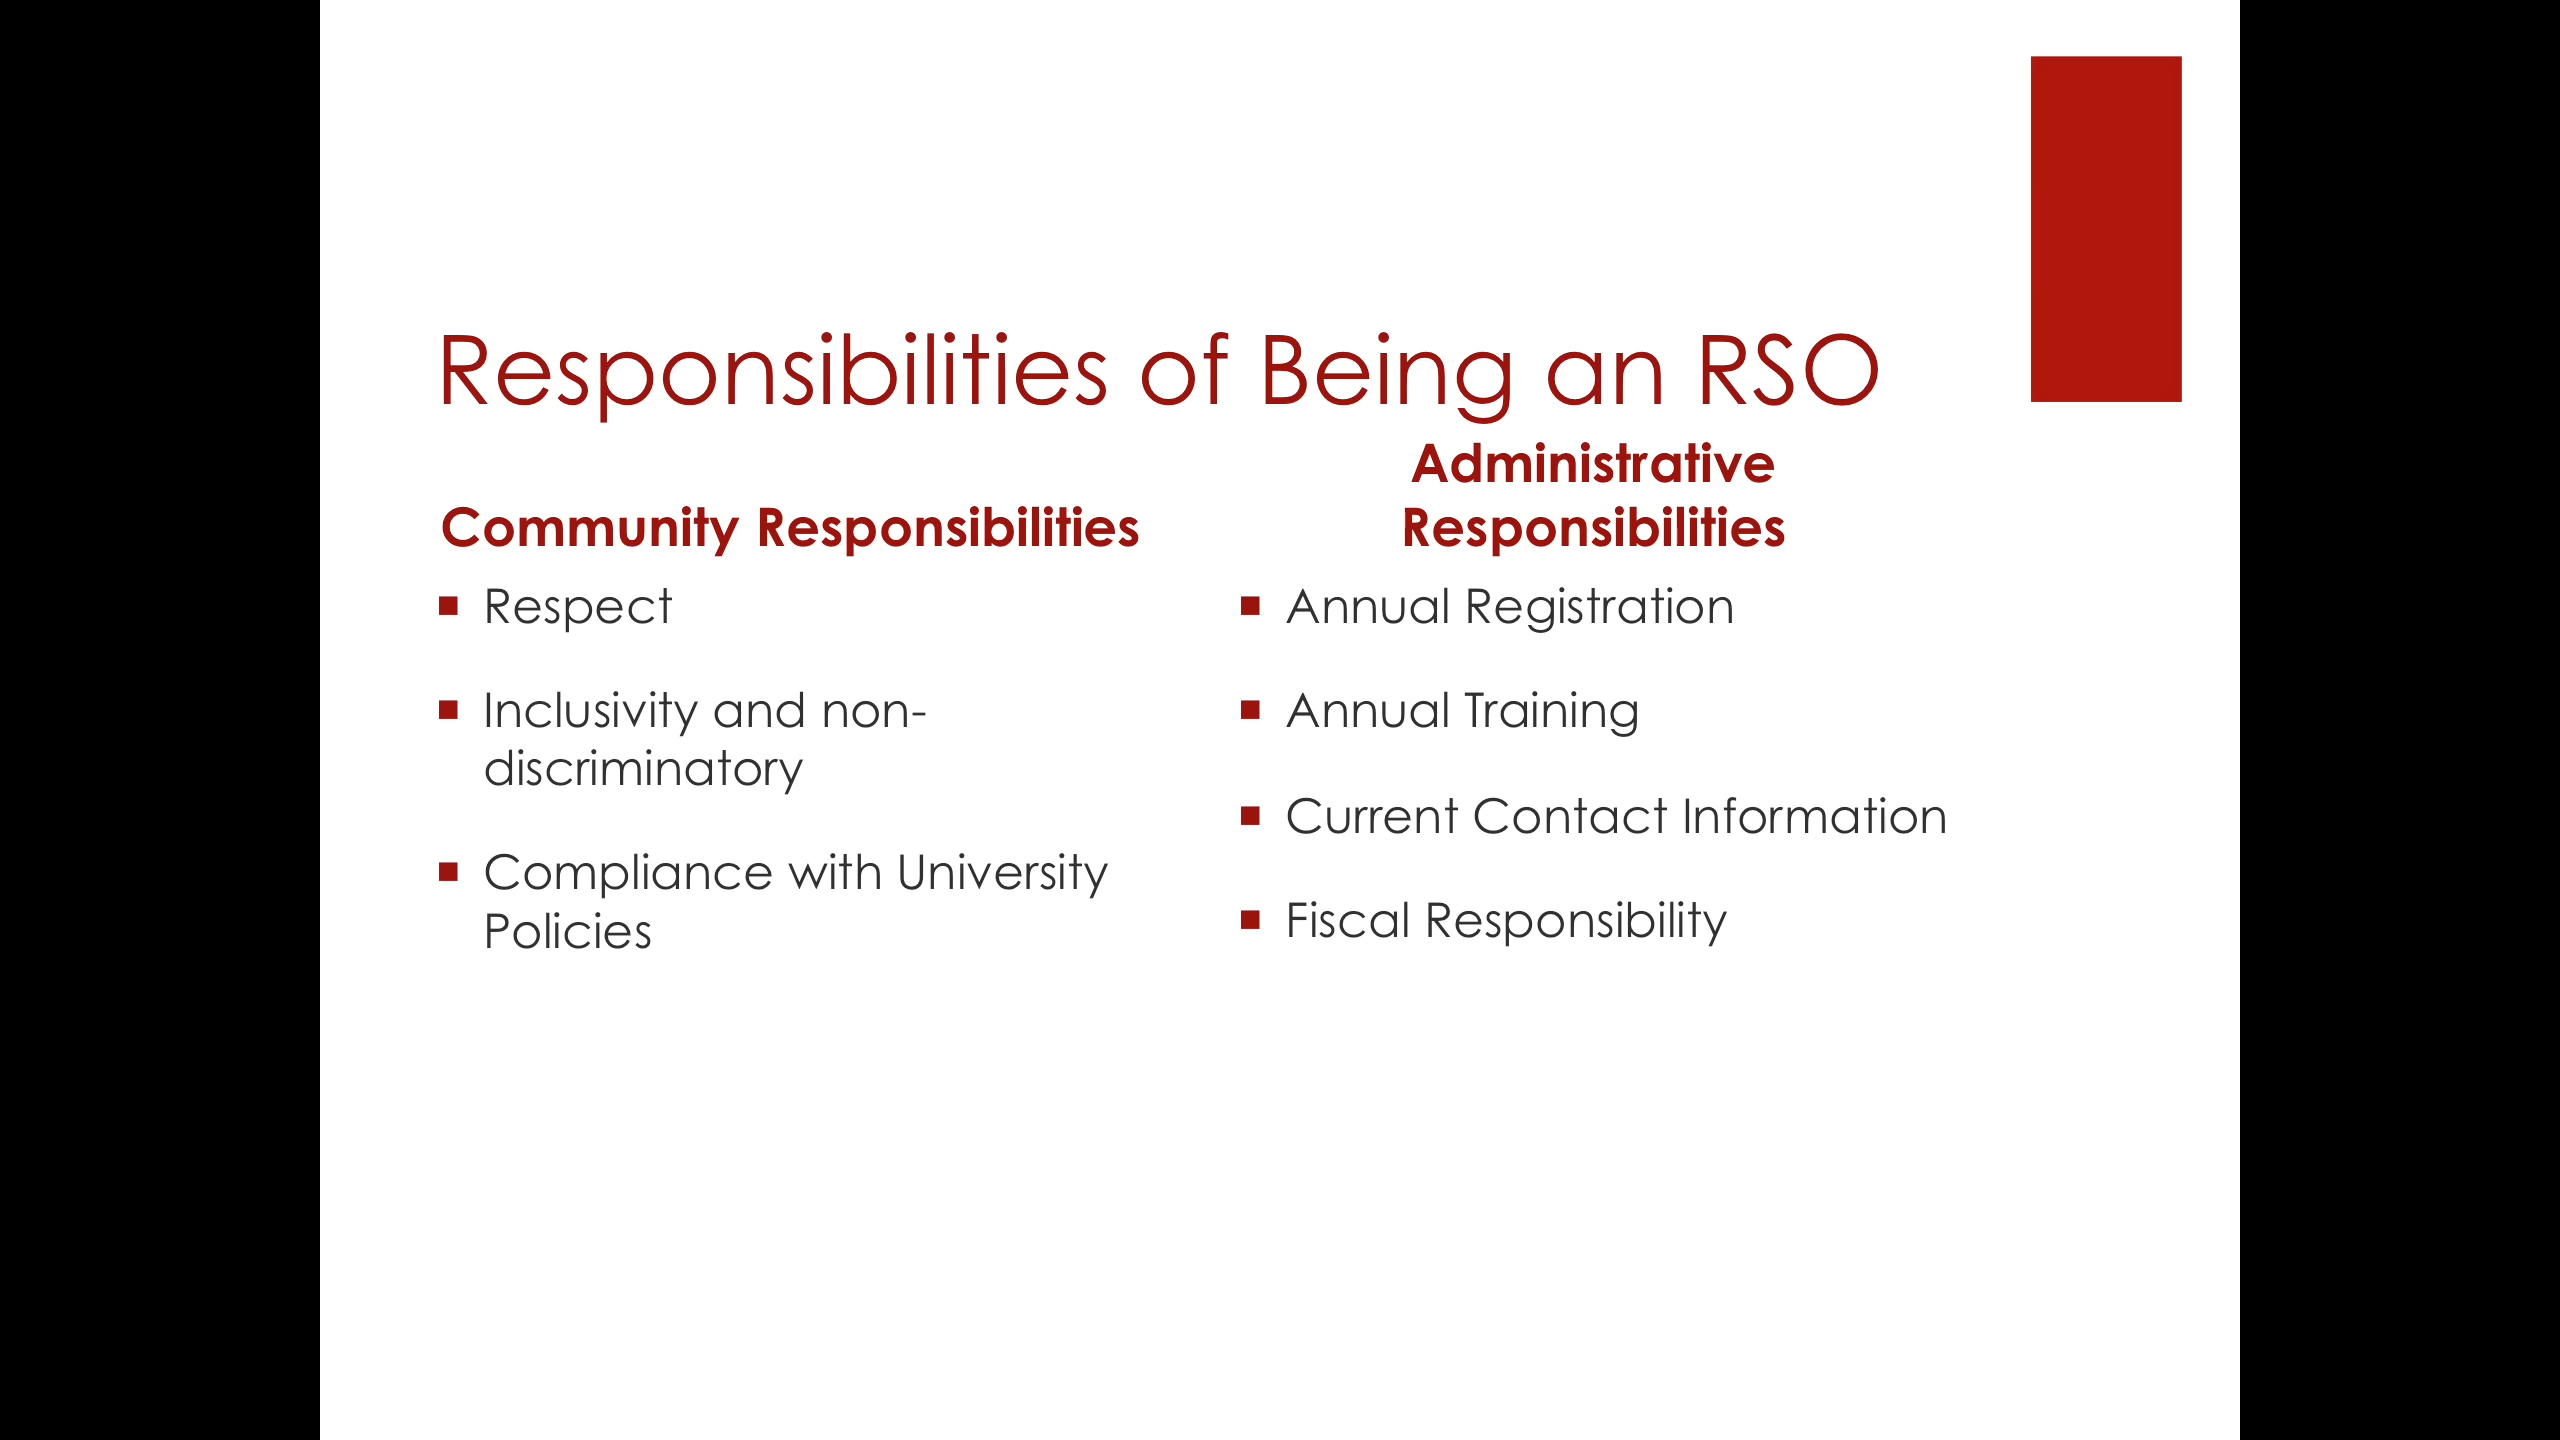 Responsibilities of Being an RSO
Community Responsibilities
Respect
Inclusivity and non-
discriminatory
Compliance with University
Policies
Administrative
Responsibilities
Annual Registration
Annual Training
Current Contact Information
Fiscal Responsibility